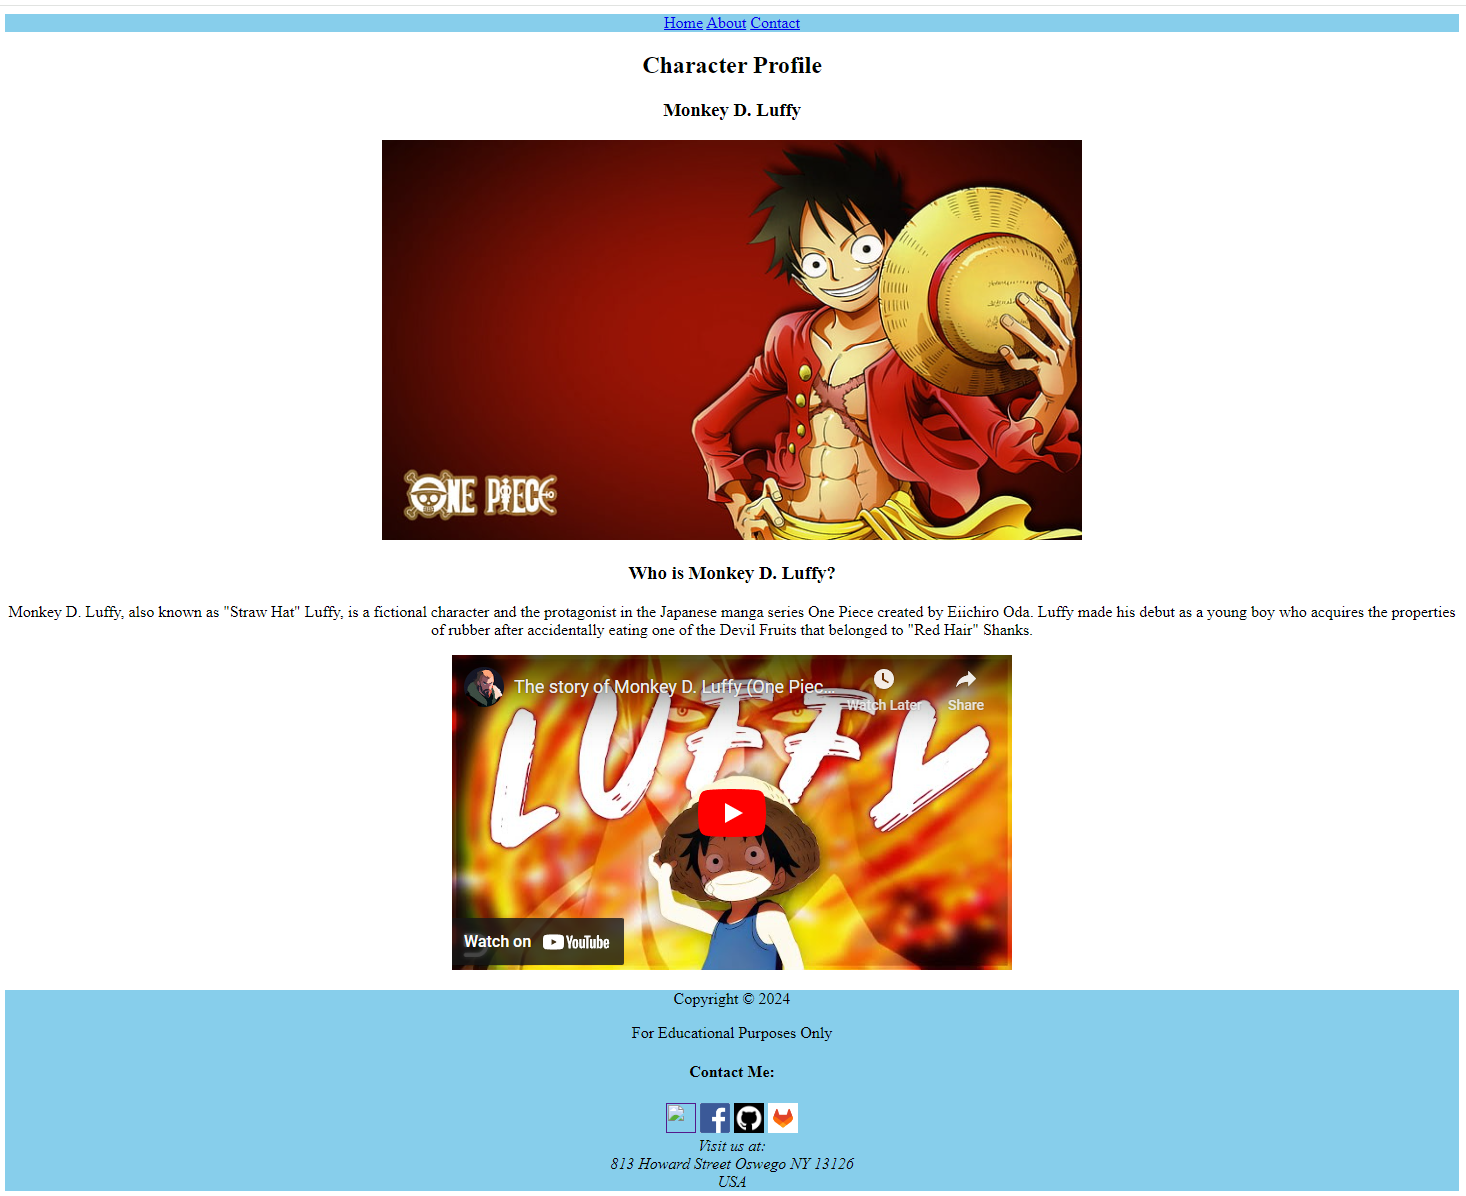 Home About Contact
Character Profile
Monkey D. Luffy
ONE PIECE
Who is Monkey D. Luffy?
Monkey D. Luffy, also known as "Straw Hat" Luffy, is a fictional character and the protagonist in the Japanese manga series One Piece created by Eiichiro Oda. Luffy made his debut as a young boy who acquires the properties
of rubber after accidentally eating one of the Devil Fruits that belonged to "Red Hair" Shanks.
The story of Monkey D. Luffy (One Piec...
Watch Later Share
LUFFY
Watch on YouTube
Copyright © 2024
For Educational Purposes Only
Contact Me:
Visit us at:
813 Howard Street Oswego NY 13126
USA